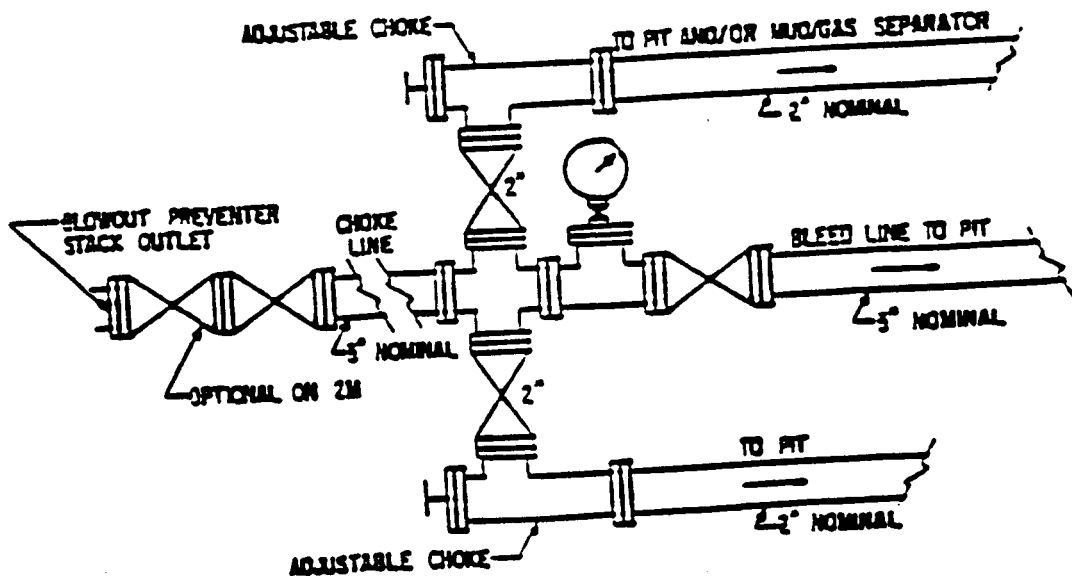 ADJUSTABLE CHOKE
TO PIT AND/OR MUD/GAS SEPARATOR
2" NOMINAL
2"
BLOWOUT PREVENTER
STACK OUTLET
CHOKE
LINE
BLEED LINE TO PIT
3" NOMINAL
3" NOMINAL
OPTIONAL ON 2M
2"
TO PIT
2" NOMINAL
ADJUSTABLE CHOKE